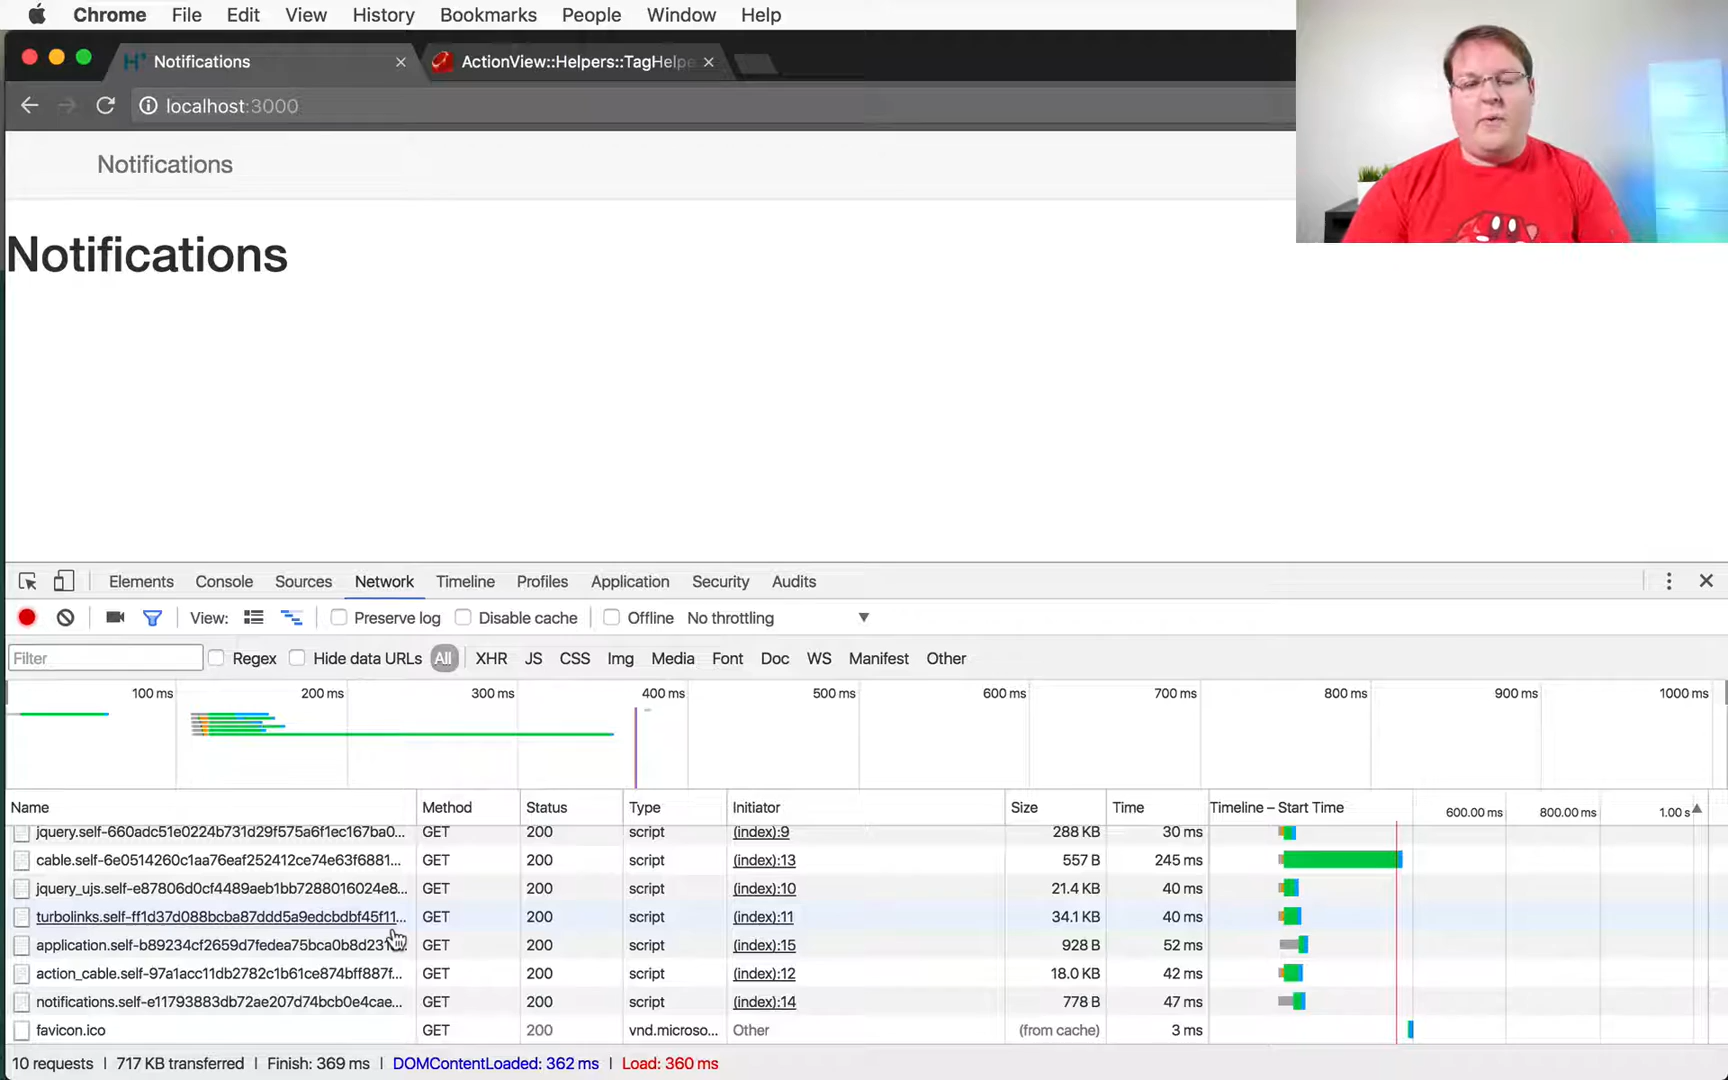 Chrome File Edit View History Bookmarks People Window Help
Notifications × ActionView::Helpers::TagHelpe ×
localhost:3000
Notifications
Notifications
Elements Console Sources Network Timeline Profiles Application Security Audits
View: Preserve log Disable cache Offline No throttling
Filter Regex Hide data URLs All XHR JS CSS Img Media Font Doc WS Manifest Other
100 ms 200 ms 300 ms 400 ms 500 ms 600 ms 700 ms 800 ms 900 ms 1000 ms
Name Method Status Type Initiator Size Time Timeline – Start Time 600.00 ms 800.00 ms 1.00 s
jquery.self-660adc51e0224b731d29f575a6f1ec167ba0... GET 200 script (index):9 288 KB 30 ms
cable.self-6e0514260c1aa76eaf252412ce74e63f6881... GET 200 script (index):13 557 B 245 ms
jquery_ujs.self-e87806d0cf4489aeb1bb7288016024e8... GET 200 script (index):10 21.4 KB 40 ms
turbolinks.self-ff1d37d088bcba87ddd5a9edcbdbf45f11... GET 200 script (index):11 34.1 KB 40 ms
application.self-b89234cf2659d7fedea75bca0b8d231 GET 200 script (index):15 928 B 52 ms
action_cable.self-97a1acc11db2782c1b61ce874bff887f... GET 200 script (index):12 18.0 KB 42 ms
notifications.self-e11793883db72ae207d74bcb0e4cae... GET 200 script (index):14 778 B 47 ms
favicon.ico GET 200 vnd.microso... Other (from cache) 3 ms
10 requests | 717 KB transferred | Finish: 369 ms | DOMContentLoaded: 362 ms | Load: 360 ms